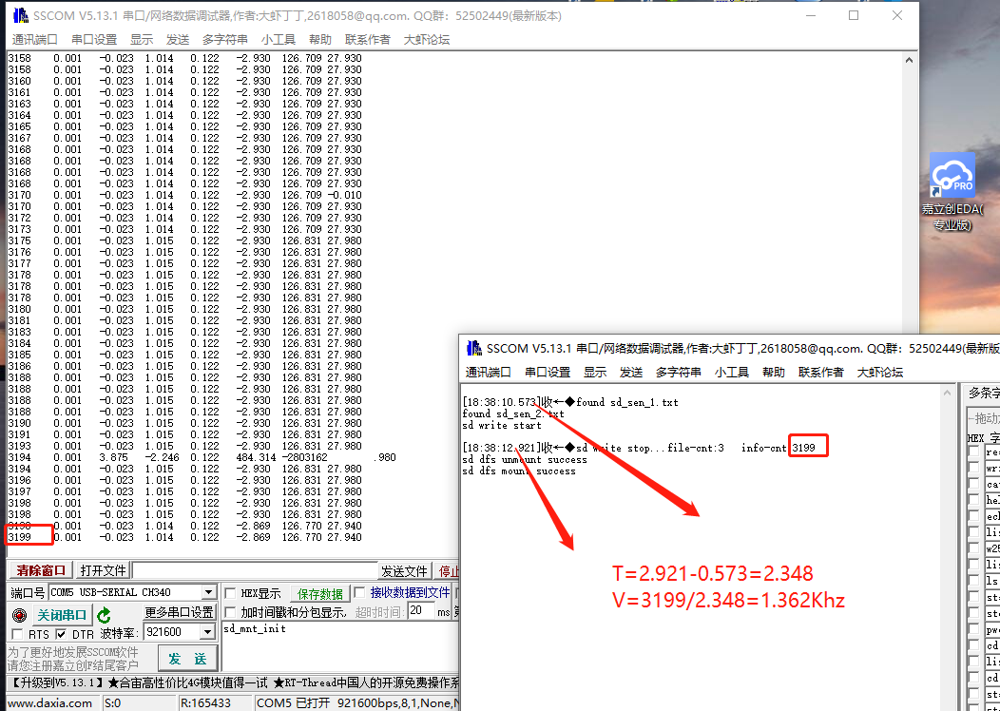 SSCOM V5.13.1 串口/网络数据调试器,作者:大虾丁丁,2618058@qq.com. QQ群: 52502449(最新版本)
通讯端口 串口设置 显示 发送 多字符串 小工具 帮助 联系作者 大虾论坛
3158 0.001 -0.023 1.014 0.122 -2.930 126.709 27.930
3158 0.001 -0.023 1.014 0.122 -2.930 126.709 27.930
3160 0.001 -0.023 1.014 0.122 -2.930 126.709 27.930
3161 0.001 -0.023 1.014 0.122 -2.930 126.709 27.930
3163 0.001 -0.023 1.014 0.122 -2.930 126.709 27.930
3164 0.001 -0.023 1.014 0.122 -2.930 126.709 27.930
3165 0.001 -0.023 1.014 0.122 -2.930 126.709 27.930
3167 0.001 -0.023 1.014 0.122 -2.930 126.709 27.930
3168 0.001 -0.023 1.014 0.122 -2.930 126.709 27.930
3168 0.001 -0.023 1.014 0.122 -2.930 126.709 27.930
3168 0.001 -0.023 1.014 0.122 -2.930 126.709 27.930
3168 0.001 -0.023 1.014 0.122 -2.930 126.709 27.930
3170 0.001 -0.023 1.014 0.122 -2.930 126.709 -0.010
3170 0.001 -0.023 1.014 0.122 -2.930 126.709 27.930
3172 0.001 -0.023 1.014 0.122 -2.930 126.709 27.930
3173 0.001 -0.023 1.014 0.122 -2.930 126.709 27.930
3175 0.001 -0.023 1.015 0.122 -2.930 126.831 27.980
3176 0.001 -0.023 1.015 0.122 -2.930 126.831 27.980
3177 0.001 -0.023 1.015 0.122 -2.930 126.831 27.980
3178 0.001 -0.023 1.015 0.122 -2.930 126.831 27.980
3178 0.001 -0.023 1.015 0.122 -2.930 126.831 27.980
3178 0.001 -0.023 1.015 0.122 -2.930 126.831 27.980
3180 0.001 -0.023 1.015 0.122 -2.930 126.831 27.980
3181 0.001 -0.023 1.015 0.122 -2.930 126.831 27.980
3183 0.001 -0.023 1.015 0.122 -2.930 126.831 27.980
3184 0.001 -0.023 1.015 0.122 -2.930 126.831 27.980
3185 0.001 -0.023 1.015 0.122 -2.930 126.831 27.980
3186 0.001 -0.023 1.015 0.122 -2.930 126.831 27.980
3188 0.001 -0.023 1.015 0.122 -2.930 126.831 27.980
3188 0.001 -0.023 1.015 0.122 -2.930 126.831 27.980
3188 0.001 -0.023 1.015 0.122 -2.930 126.831 27.980
3188 0.001 -0.023 1.015 0.122 -2.930 126.831 27.980
3190 0.001 -0.023 1.015 0.122 -2.930 126.831 27.980
3191 0.001 -0.023 1.015 0.122 -2.930 126.831 27.980
3193 0.001 -0.023 1.015 0.122 -2.930 126.831 27.980
3194 3.875 -2.246 0.122 484.314 -2803162 .980
3194 0.001 -0.023 1.015 0.122 -2.930 126.831 27.980
3196 0.001 -0.023 1.015 0.122 -2.930 126.831 27.980
3197 0.001 -0.023 1.015 0.122 -2.930 126.831 27.980
3198 0.001 -0.023 1.015 0.122 -2.930 126.831 27.980
3198 0.001 -0.023 1.015 0.122 -2.930 126.831 27.980
3198 0.001 -0.023 1.014 0.122 -2.869 126.770 27.940
3199 0.001 -0.023 1.014 0.122 -2.869 126.770 27.940
清除窗口 打开文件 发送文件 停止
端口号 COM5 USB-SERIAL CH340 HEX显示 保存数据 接收数据到文件
关闭串口 更多串口设置 加时间戳和分包显示, 超时时间: 20 ms 第
RTS DTR 波特率: 921600 sd_mnt_init
为了更好地发展SSCOM软件
请您注册嘉立创F结尾客户 发 送
【升级到V5.13.1】★合宙高性价比4G模块值得一试 ★RT-Thread中国人的开源免费操作系
www.daxia.com S:0 R:165433 COM5 已打开 921600bps,8,1,None,N
嘉立创EDA(
专业版)
PRO
SSCOM V5.13.1 串口/网络数据调试器,作者:大虾丁丁,2618058@qq.com. QQ群: 52502449(最新版
通讯端口 串口设置 显示 发送 多字符串 小工具 帮助 联系作者 大虾论坛
[18:38:10.573]收←◆found sd_sen_1.txt
found sd_sen_2.txt
sd write start
[18:38:12.921]收←◆sd write stop...file-cnt:3 info-cnt 3199
sd dfs unmount success
sd dfs mount success
T=2.921-0.573=2.348
V=3199/2.348=1.362Khz
多条字
拖动
HEX 字
re
wr
ca
he
ec
li
w25
li
ls
st
st
pw
cd
li
cd
st
st